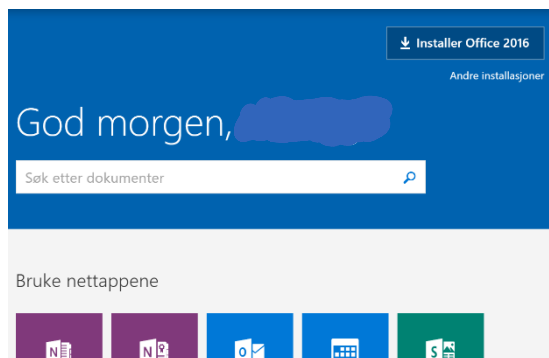 Installer Office 2016
Andre installasjoner
God morgen,
Søk etter dokumenter
Bruke nettappene
N N O S